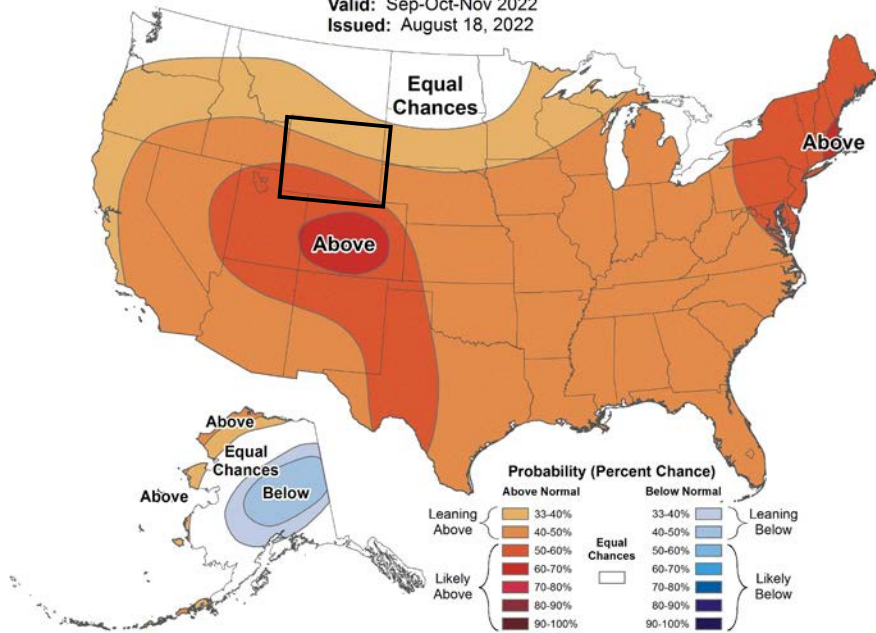 Valid: Sep-Oct-Nov 2022
Issued: August 18, 2022
Equal
Chances
Above
Above
Above
Equal
Chances
Above
Below
Probability (Percent Chance)
Above Normal
Below Normal
Leaning
Above
33-40%
40-50%
50-60%
60-70%
70-80%
80-90%
90-100%
Likely
Above
Equal
Chances
33-40%
40-50%
50-60%
60-70%
70-80%
80-90%
90-100%
Leaning
Below
Likely
Below